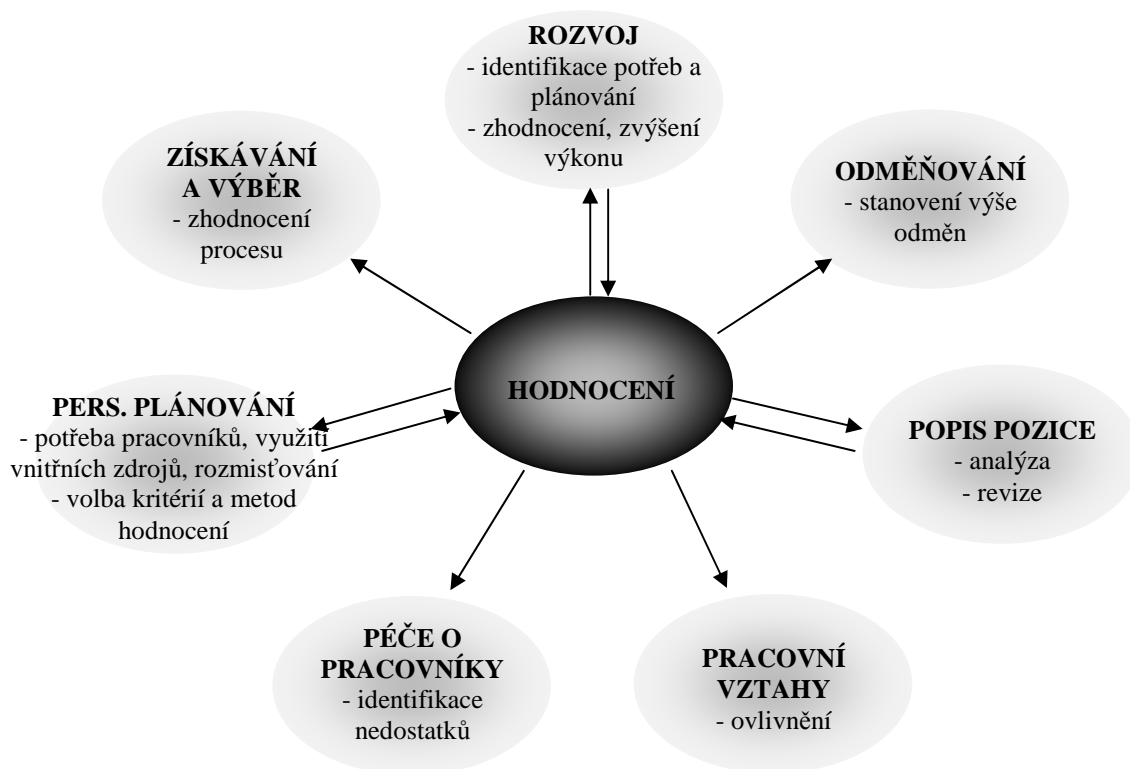 ROZVOJ
- identifikace potřeb a
plánování
- zhodnocení, zvýšení
výkonu
ZÍSKÁVÁNÍ
A VÝBĚR
- zhodnocení
procesu
ODMĚŇOVÁNÍ
- stanovení výše
odměn
HODNOCENÍ
PERS. PLÁNOVÁNÍ
- potřeba pracovníků, využití
vnitřních zdrojů, rozmisťování
- volba kritérií a metod
hodnocení
POPIS POZICE
- analýza
- revize
PÉČE O
PRACOVNÍKY
- identifikace
nedostatků
PRACOVNÍ
VZTAHY
- ovlivnění